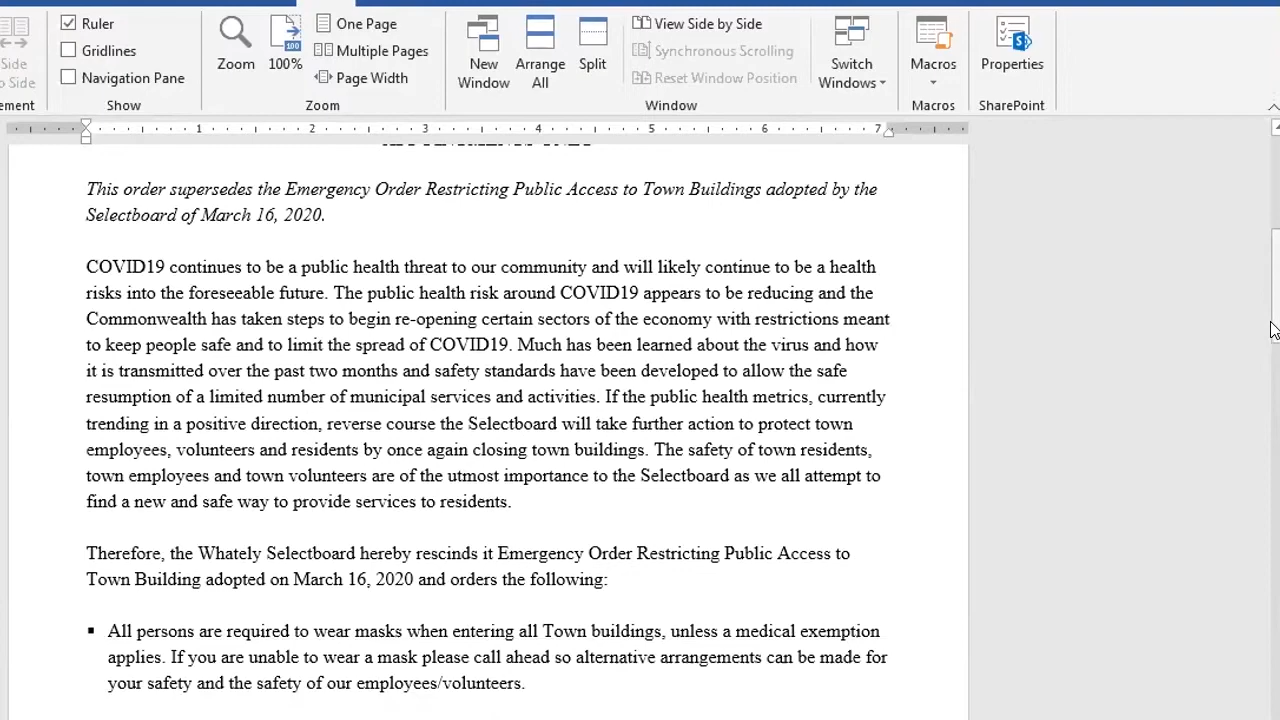 Ruler
Gridlines
Navigation Pane
Show
Side
to Side
ement
Zoom
100
100%
One Page
Multiple Pages
Page Width
Zoom
New Window
Arrange All
Split
View Side by Side
Synchronous Scrolling
Reset Window Position
Window
Switch Windows
Macros
Macros
Properties
SharePoint
1 2 3 4 5 6 7
This order supersedes the Emergency Order Restricting Public Access to Town Buildings adopted by the
Selectboard of March 16, 2020.
COVID19 continues to be a public health threat to our community and will likely continue to be a health
risks into the foreseeable future. The public health risk around COVID19 appears to be reducing and the
Commonwealth has taken steps to begin re-opening certain sectors of the economy with restrictions meant
to keep people safe and to limit the spread of COVID19. Much has been learned about the virus and how
it is transmitted over the past two months and safety standards have been developed to allow the safe
resumption of a limited number of municipal services and activities. If the public health metrics, currently
trending in a positive direction, reverse course the Selectboard will take further action to protect town
employees, volunteers and residents by once again closing town buildings. The safety of town residents,
town employees and town volunteers are of the utmost importance to the Selectboard as we all attempt to
find a new and safe way to provide services to residents.
Therefore, the Whately Selectboard hereby rescinds it Emergency Order Restricting Public Access to
Town Building adopted on March 16, 2020 and orders the following:
▪ All persons are required to wear masks when entering all Town buildings, unless a medical exemption
applies. If you are unable to wear a mask please call ahead so alternative arrangements can be made for
your safety and the safety of our employees/volunteers.